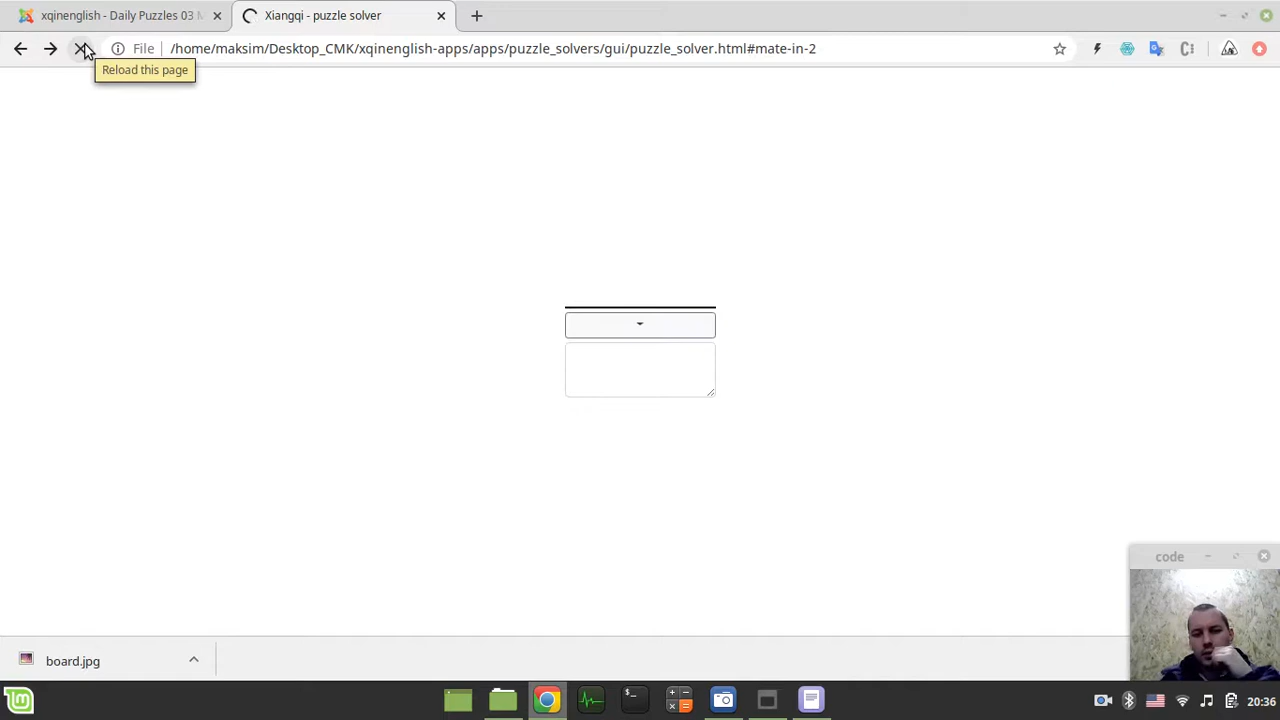 xqinenglish - Daily Puzzles 03 M
Xiangqi - puzzle solver
File
/home/maksim/Desktop_CMK/xqinenglish-apps/apps/puzzle_solvers/gui/puzzle_solver.html#mate-in-2
Reload this page
code
board.jpg
20:36